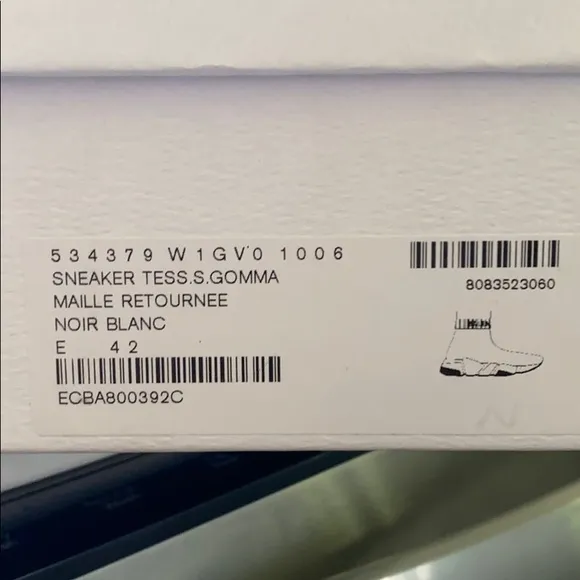 534379 W1GV0 1006
SNEAKER TESS.S.GOMMA
MAILLE RETOURNEE
NOIR BLANC
E 42
ECBA800392C
8083523060
N